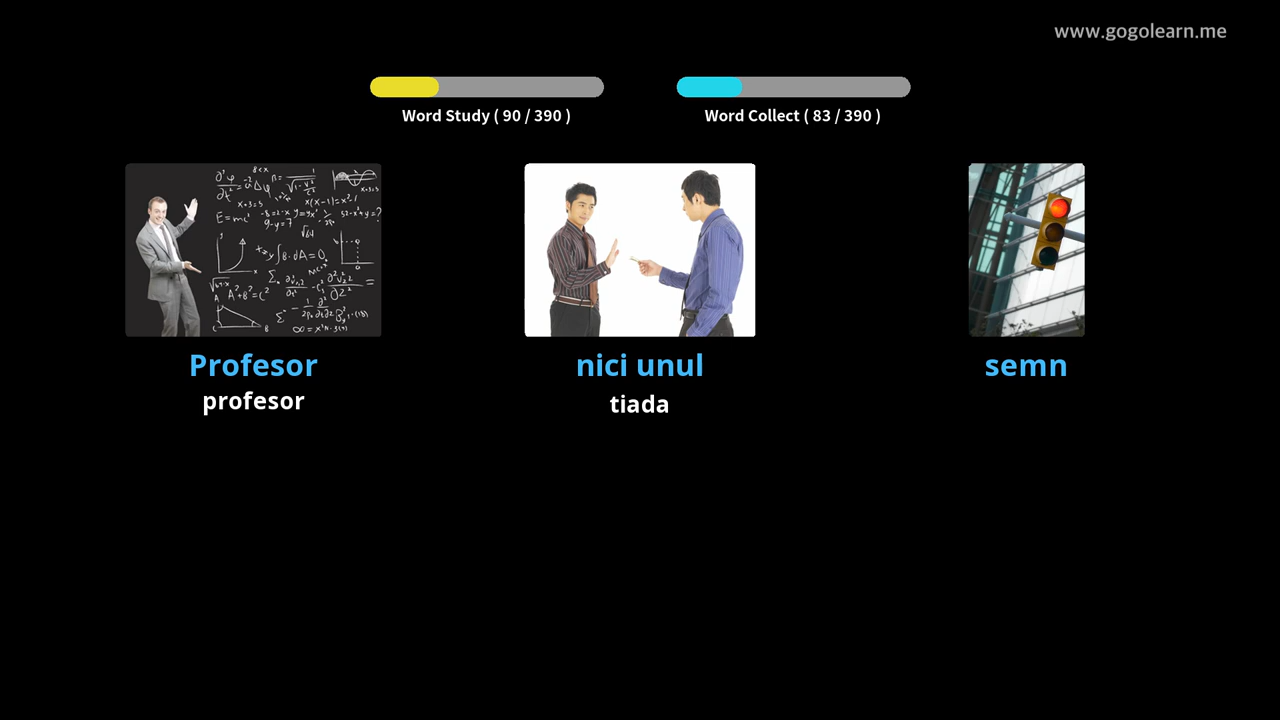 www.gogolearn.me
Word Study ( 90 / 390 )
Word Collect ( 83 / 390 )
Profesor
profesor
nici unul
tiada
semn